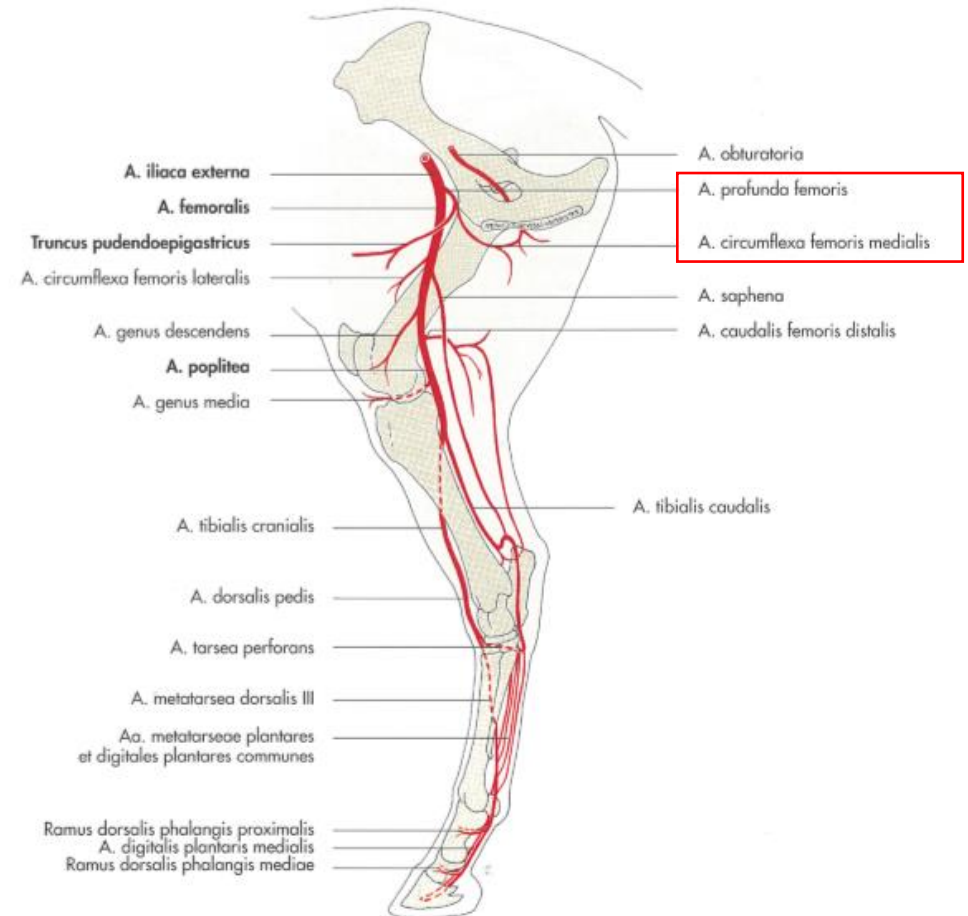 A. iliaca externa
A. femoralis
Truncus pudendoepigastricus
A. circumflexa femoris lateralis
A. genus descendens
A. poplitea
A. genus media
A. tibialis cranialis
A. dorsalis pedis
A. tarsea perforans
A. metatarsea dorsalis III
Aa. metatarseae plantares
et digitales plantares communes
Ramus dorsalis phalangis proximalis
A. digitalis plantaris medialis
Ramus dorsalis phalangis mediae
A. obturatoria
A. profunda femoris
A. circumflexa femoris medialis
A. saphena
A. caudalis femoris distalis
A. tibialis caudalis